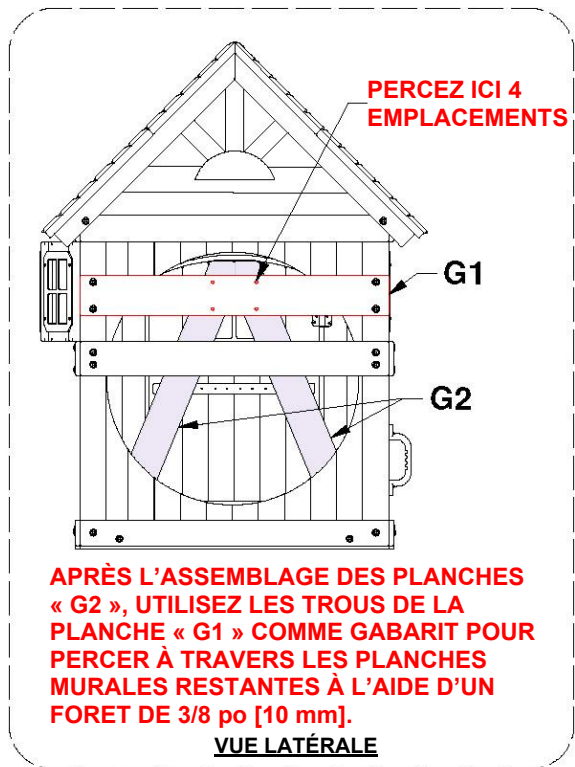 PERCEZ ICI 4
EMPLACEMENTS
G1
G2
APRÈS L'ASSEMBLAGE DES PLANCHES
« G2 », UTILISEZ LES TROUS DE LA
PLANCHE « G1 » COMME GABARIT POUR
PERCER À TRAVERS LES PLANCHES
MURALES RESTANTES À L'AIDE D'UN
FORET DE 3/8 po [10 mm].
VUE LATÉRALE